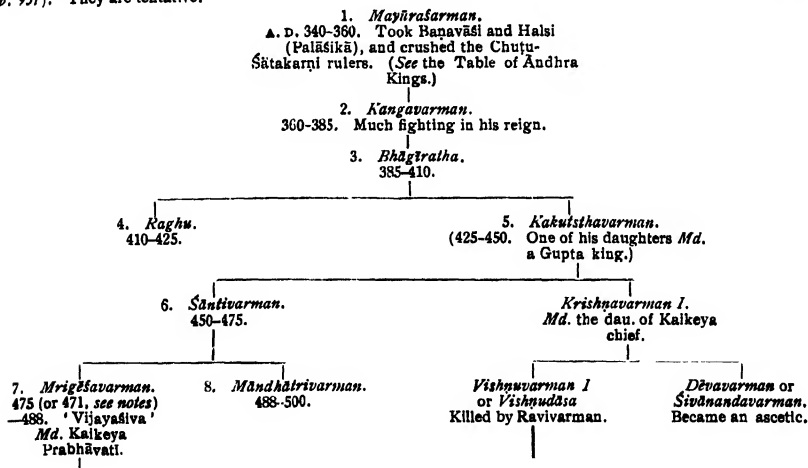 p. 957). They are tentative.
1. Mayūraśarman.
A. D. 340-360. Took Baṇavāśi and Halsi
(Palāśikā), and crushed the Chuṭu-
Śātakarṇi rulers. (See the Table of Andhra
Kings.)
2. Kangavarman.
360-385. Much fighting in his reign.
3. Bhāgīratha.
385-410.
4. Raghu.
410-425.
5. Kakutsthavarman.
(425-450. One of his daughters Md.
a Gupta king.)
6. Śāntivarman.
450-475.
Krishṇavarman I.
Md. the dau. of Kaikeya
chief.
7. Mrigēśavarman.
475 (or 471, see notes)
—488. ' Vijayaśiva '
Md. Kaikeya
Prabhāvatī.
8. Māndhātrivarman.
488-500.
Vishṇuvarman I
or Vishṇudāsa
Killed by Ravivarman.
Dēvavarman or
Śivānandavarman.
Became an ascetic.